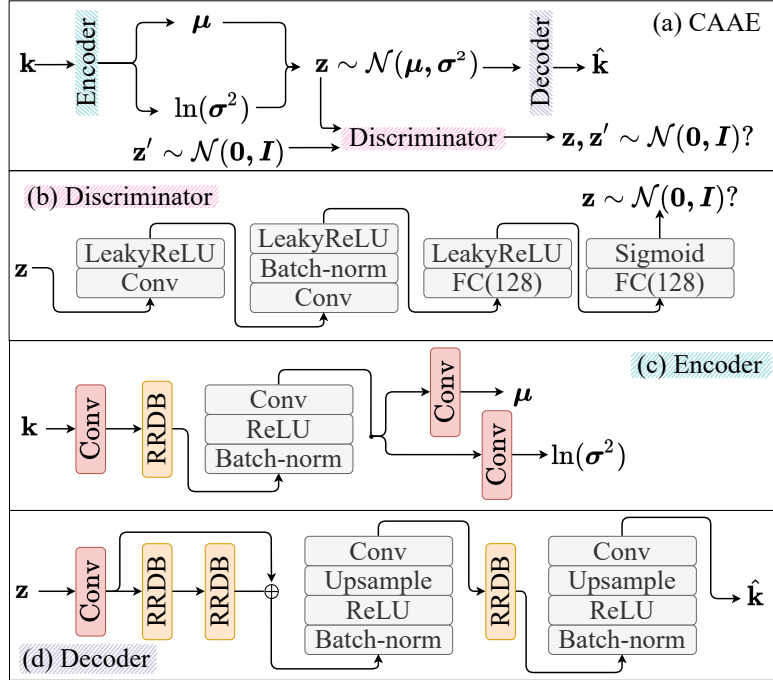 (a) CAAE
k
Encoder
μ
ln(σ²)
z ∼ N(μ, σ²)
Decoder
k̂
z′ ∼ N(0, I)
Discriminator
z, z′ ∼ N(0, I)?
(b) Discriminator
z ∼ N(0, I)?
z
LeakyReLU
Conv
LeakyReLU
Batch-norm
Conv
LeakyReLU
FC(128)
Sigmoid
FC(128)
(c) Encoder
k
Conv
RRDB
Conv
ReLU
Batch-norm
Conv
μ
Conv
ln(σ²)
z
Conv
RRDB
RRDB
Conv
Upsample
ReLU
Batch-norm
RRDB
Conv
Upsample
ReLU
Batch-norm
k̂
(d) Decoder